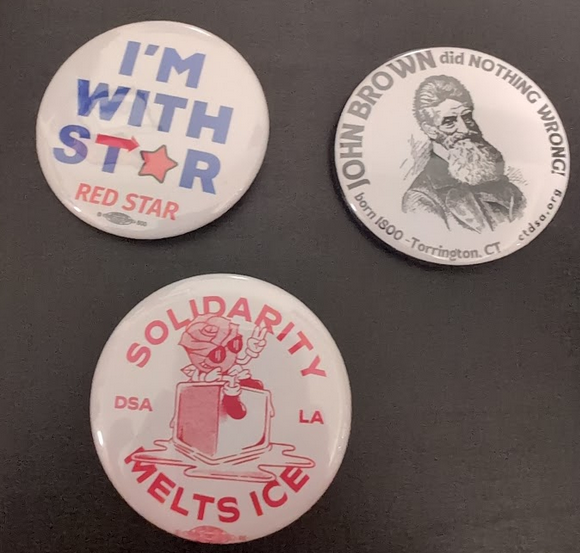 I'M
WITH
ST R
RED STAR
JOHN BROWN did NOTHING WRONG!
born 1800 - Torrington, CT
ctdsa.org
SOLIDARITY
DSA LA
MELTS ICE